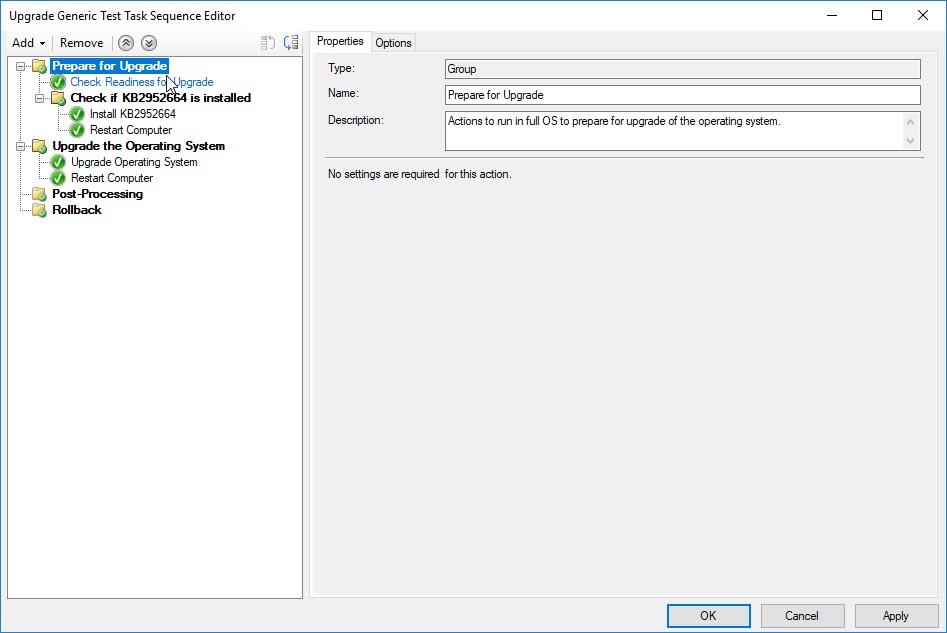 Upgrade Generic Test Task Sequence Editor
Add Remove
Prepare for Upgrade
Check Readiness for Upgrade
Check if KB2952664 is installed
Install KB2952664
Restart Computer
Upgrade the Operating System
Upgrade Operating System
Restart Computer
Post-Processing
Rollback
Properties Options
Type: Group
Name: Prepare for Upgrade
Description: Actions to run in full OS to prepare for upgrade of the operating system.
No settings are required for this action.
OK Cancel Apply